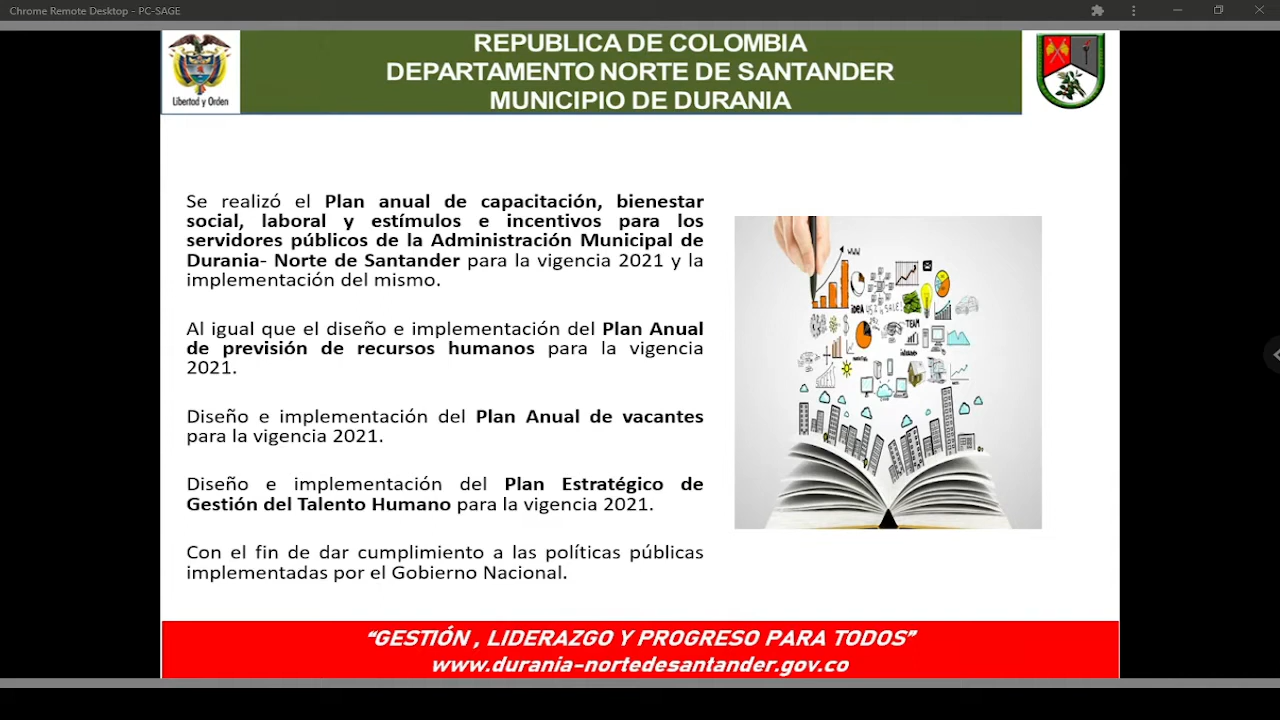 Chrome Remote Desktop - PC-SAGE
REPUBLICA DE COLOMBIA
DEPARTAMENTO NORTE DE SANTANDER
MUNICIPIO DE DURANIA
Libertad y Orden
Se realizó el Plan anual de capacitación, bienestar
social, laboral y estímulos e incentivos para los
servidores públicos de la Administración Municipal de
Durania- Norte de Santander para la vigencia 2021 y la
implementación del mismo.
Al igual que el diseño e implementación del Plan Anual
de previsión de recursos humanos para la vigencia
2021.
Diseño e implementación del Plan Anual de vacantes
para la vigencia 2021.
Diseño e implementación del Plan Estratégico de
Gestión del Talento Humano para la vigencia 2021.
Con el fin de dar cumplimiento a las políticas públicas
implementadas por el Gobierno Nacional.
WWW
IDEA
TEAM
“GESTIÓN , LIDERAZGO Y PROGRESO PARA TODOS”
www.durania-nortedesantander.gov.co